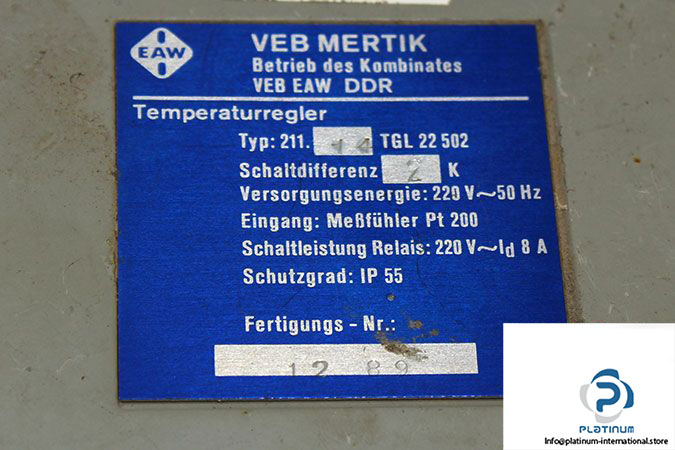 EAW
VEB MERTIK
Betrieb des Kombinates
VEB EAW DDR
Temperaturregler
Typ: 211. 14 TGL 22 502
Schaltdifferenz 2 K
Versorgungsenergie: 220 V~50 Hz
Eingang: Meßfühler Pt 200
Schaltleistung Relais: 220 V~Id 8 A
Schutzgrad: IP 55
Fertigungs - Nr.:
12 89
PLATINUM
Info@platinum-international.store